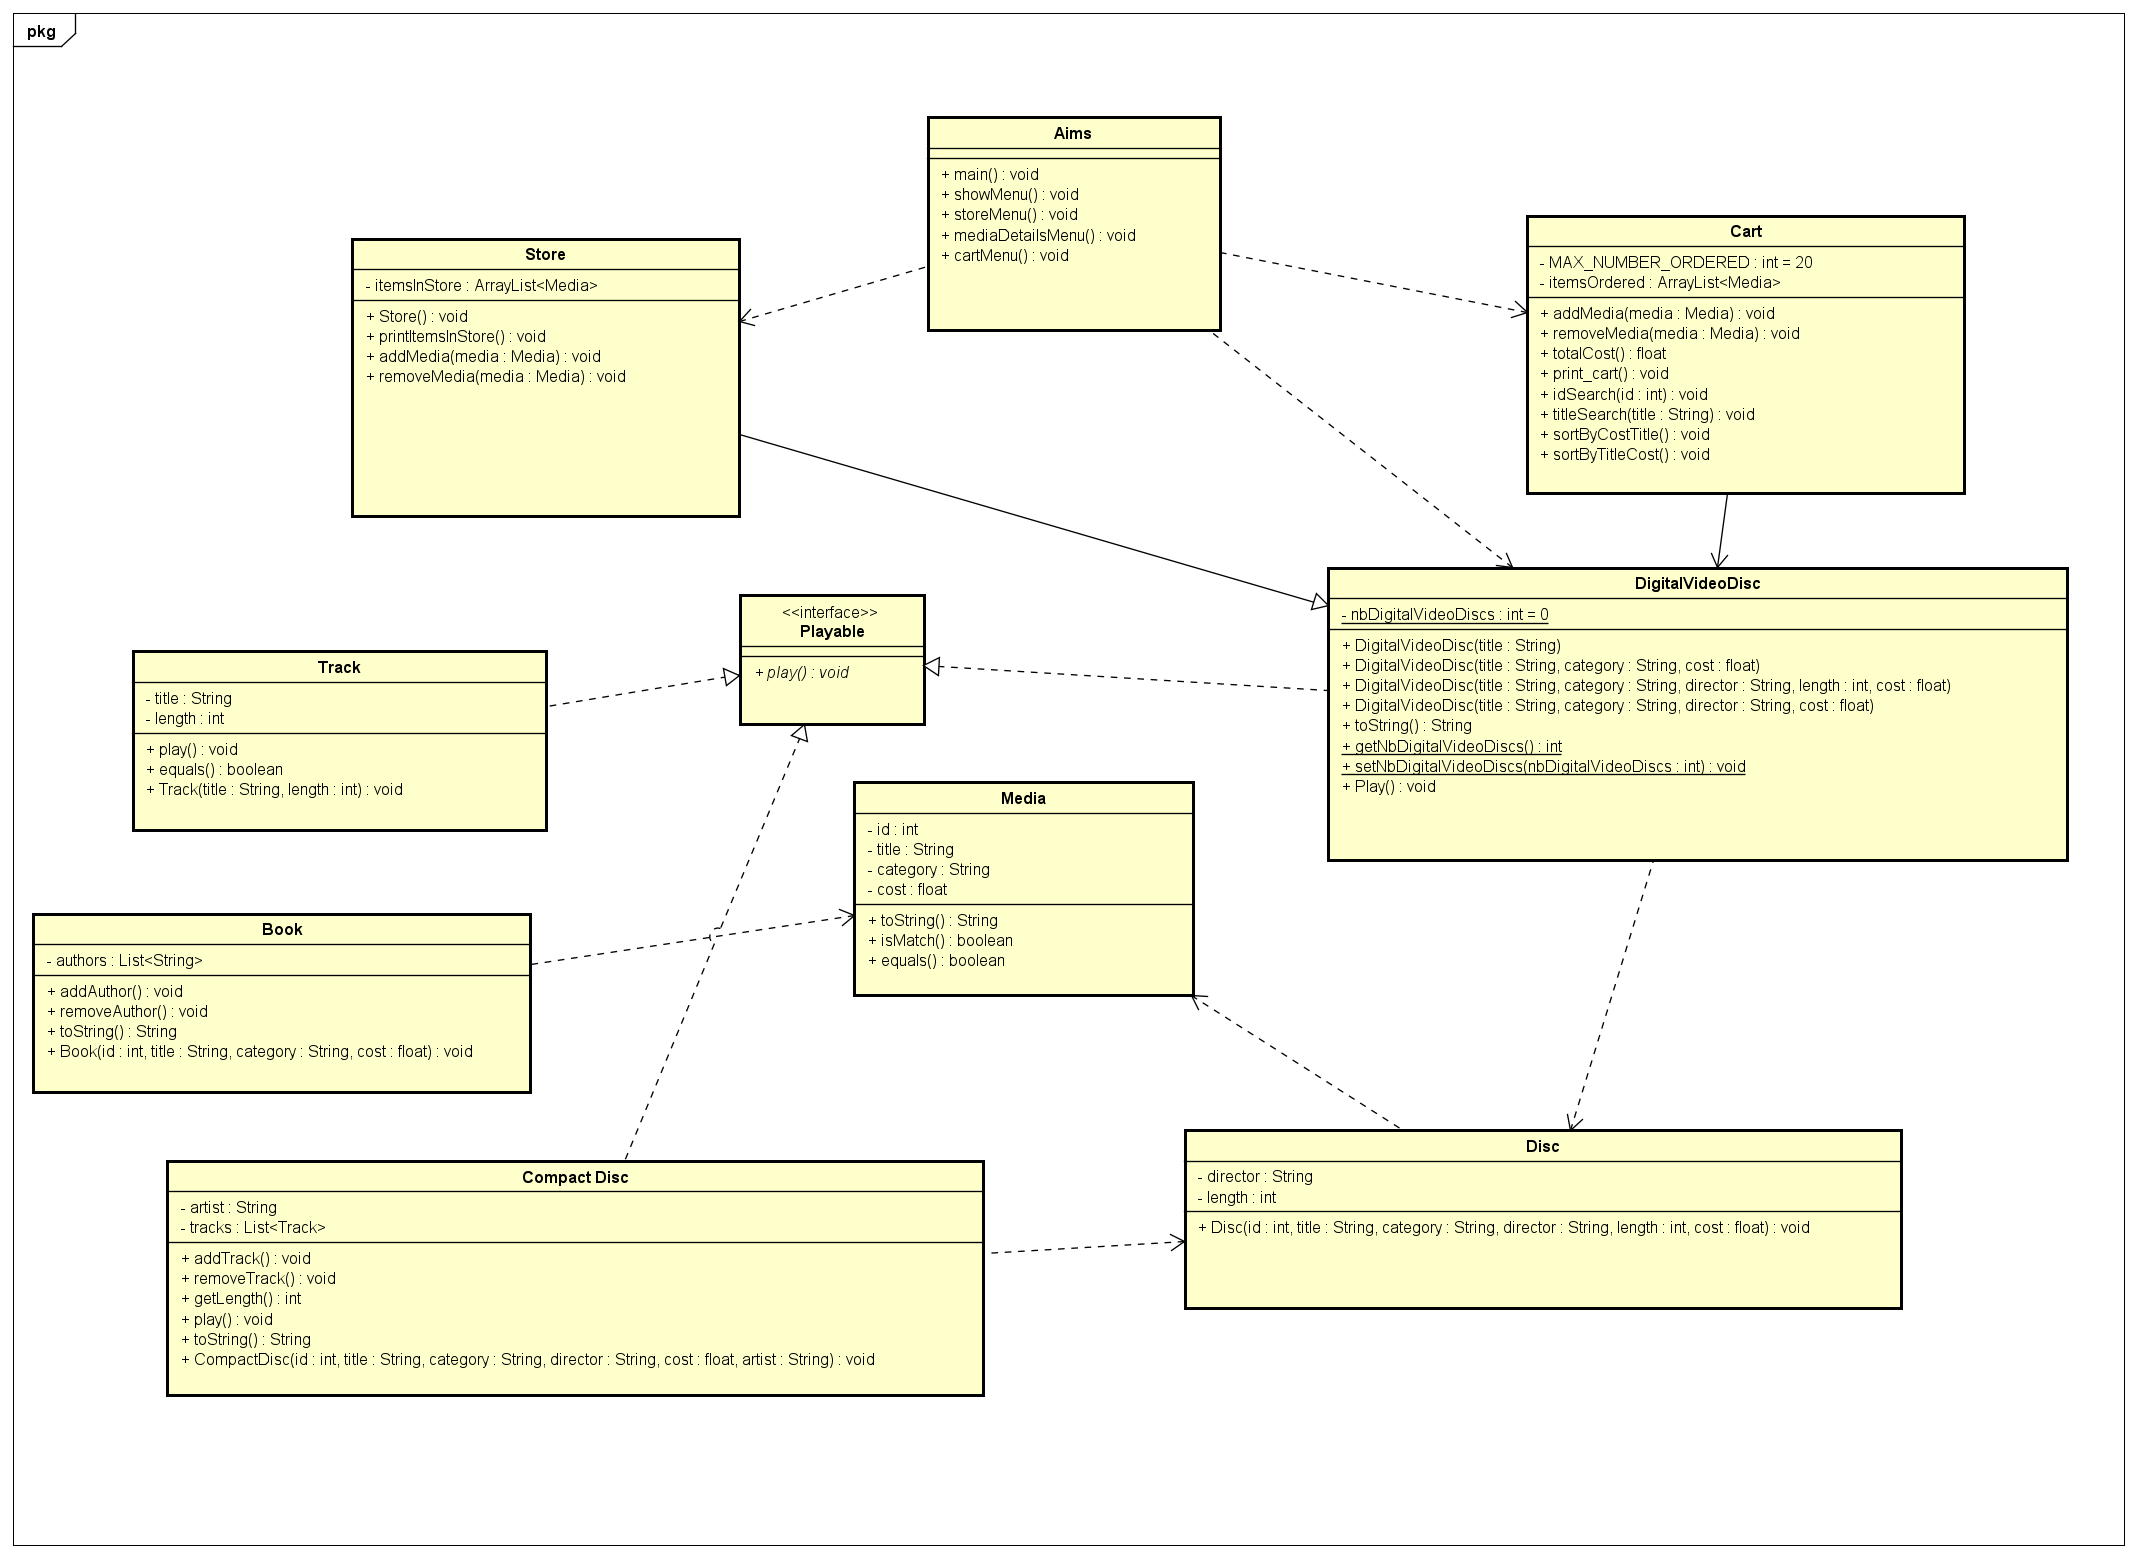 pkg
Aims
+ main() : void
+ showMenu() : void
+ storeMenu() : void
+ mediaDetailsMenu() : void
+ cartMenu() : void
Store
- itemsInStore : ArrayList<Media>
+ Store() : void
+ printItemsInStore() : void
+ addMedia(media : Media) : void
+ removeMedia(media : Media) : void
Cart
- MAX_NUMBER_ORDERED : int = 20
- itemsOrdered : ArrayList<Media>
+ addMedia(media : Media) : void
+ removeMedia(media : Media) : void
+ totalCost() : float
+ print_cart() : void
+ idSearch(id : int) : void
+ titleSearch(title : String) : void
+ sortByCostTitle() : void
+ sortByTitleCost() : void
DigitalVideoDisc
- nbDigitalVideoDiscs : int = 0
+ DigitalVideoDisc(title : String)
+ DigitalVideoDisc(title : String, category : String, cost : float)
+ DigitalVideoDisc(title : String, category : String, director : String, length : int, cost : float)
+ DigitalVideoDisc(title : String, category : String, director : String, cost : float)
+ toString() : String
+ getNbDigitalVideoDiscs() : int
+ setNbDigitalVideoDiscs(nbDigitalVideoDiscs : int) : void
+ Play() : void
<<interface>>
Playable
+ play() : void
Track
- title : String
- length : int
+ play() : void
+ equals() : boolean
+ Track(title : String, length : int) : void
Media
- id : int
- title : String
- category : String
- cost : float
+ toString() : String
+ isMatch() : boolean
+ equals() : boolean
Book
- authors : List<String>
+ addAuthor() : void
+ removeAuthor() : void
+ toString() : String
+ Book(id : int, title : String, category : String, cost : float) : void
Disc
- director : String
- length : int
+ Disc(id : int, title : String, category : String, director : String, length : int, cost : float) : void
Compact Disc
- artist : String
- tracks : List<Track>
+ addTrack() : void
+ removeTrack() : void
+ getLength() : int
+ play() : void
+ toString() : String
+ CompactDisc(id : int, title : String, category : String, director : String, cost : float, artist : String) : void